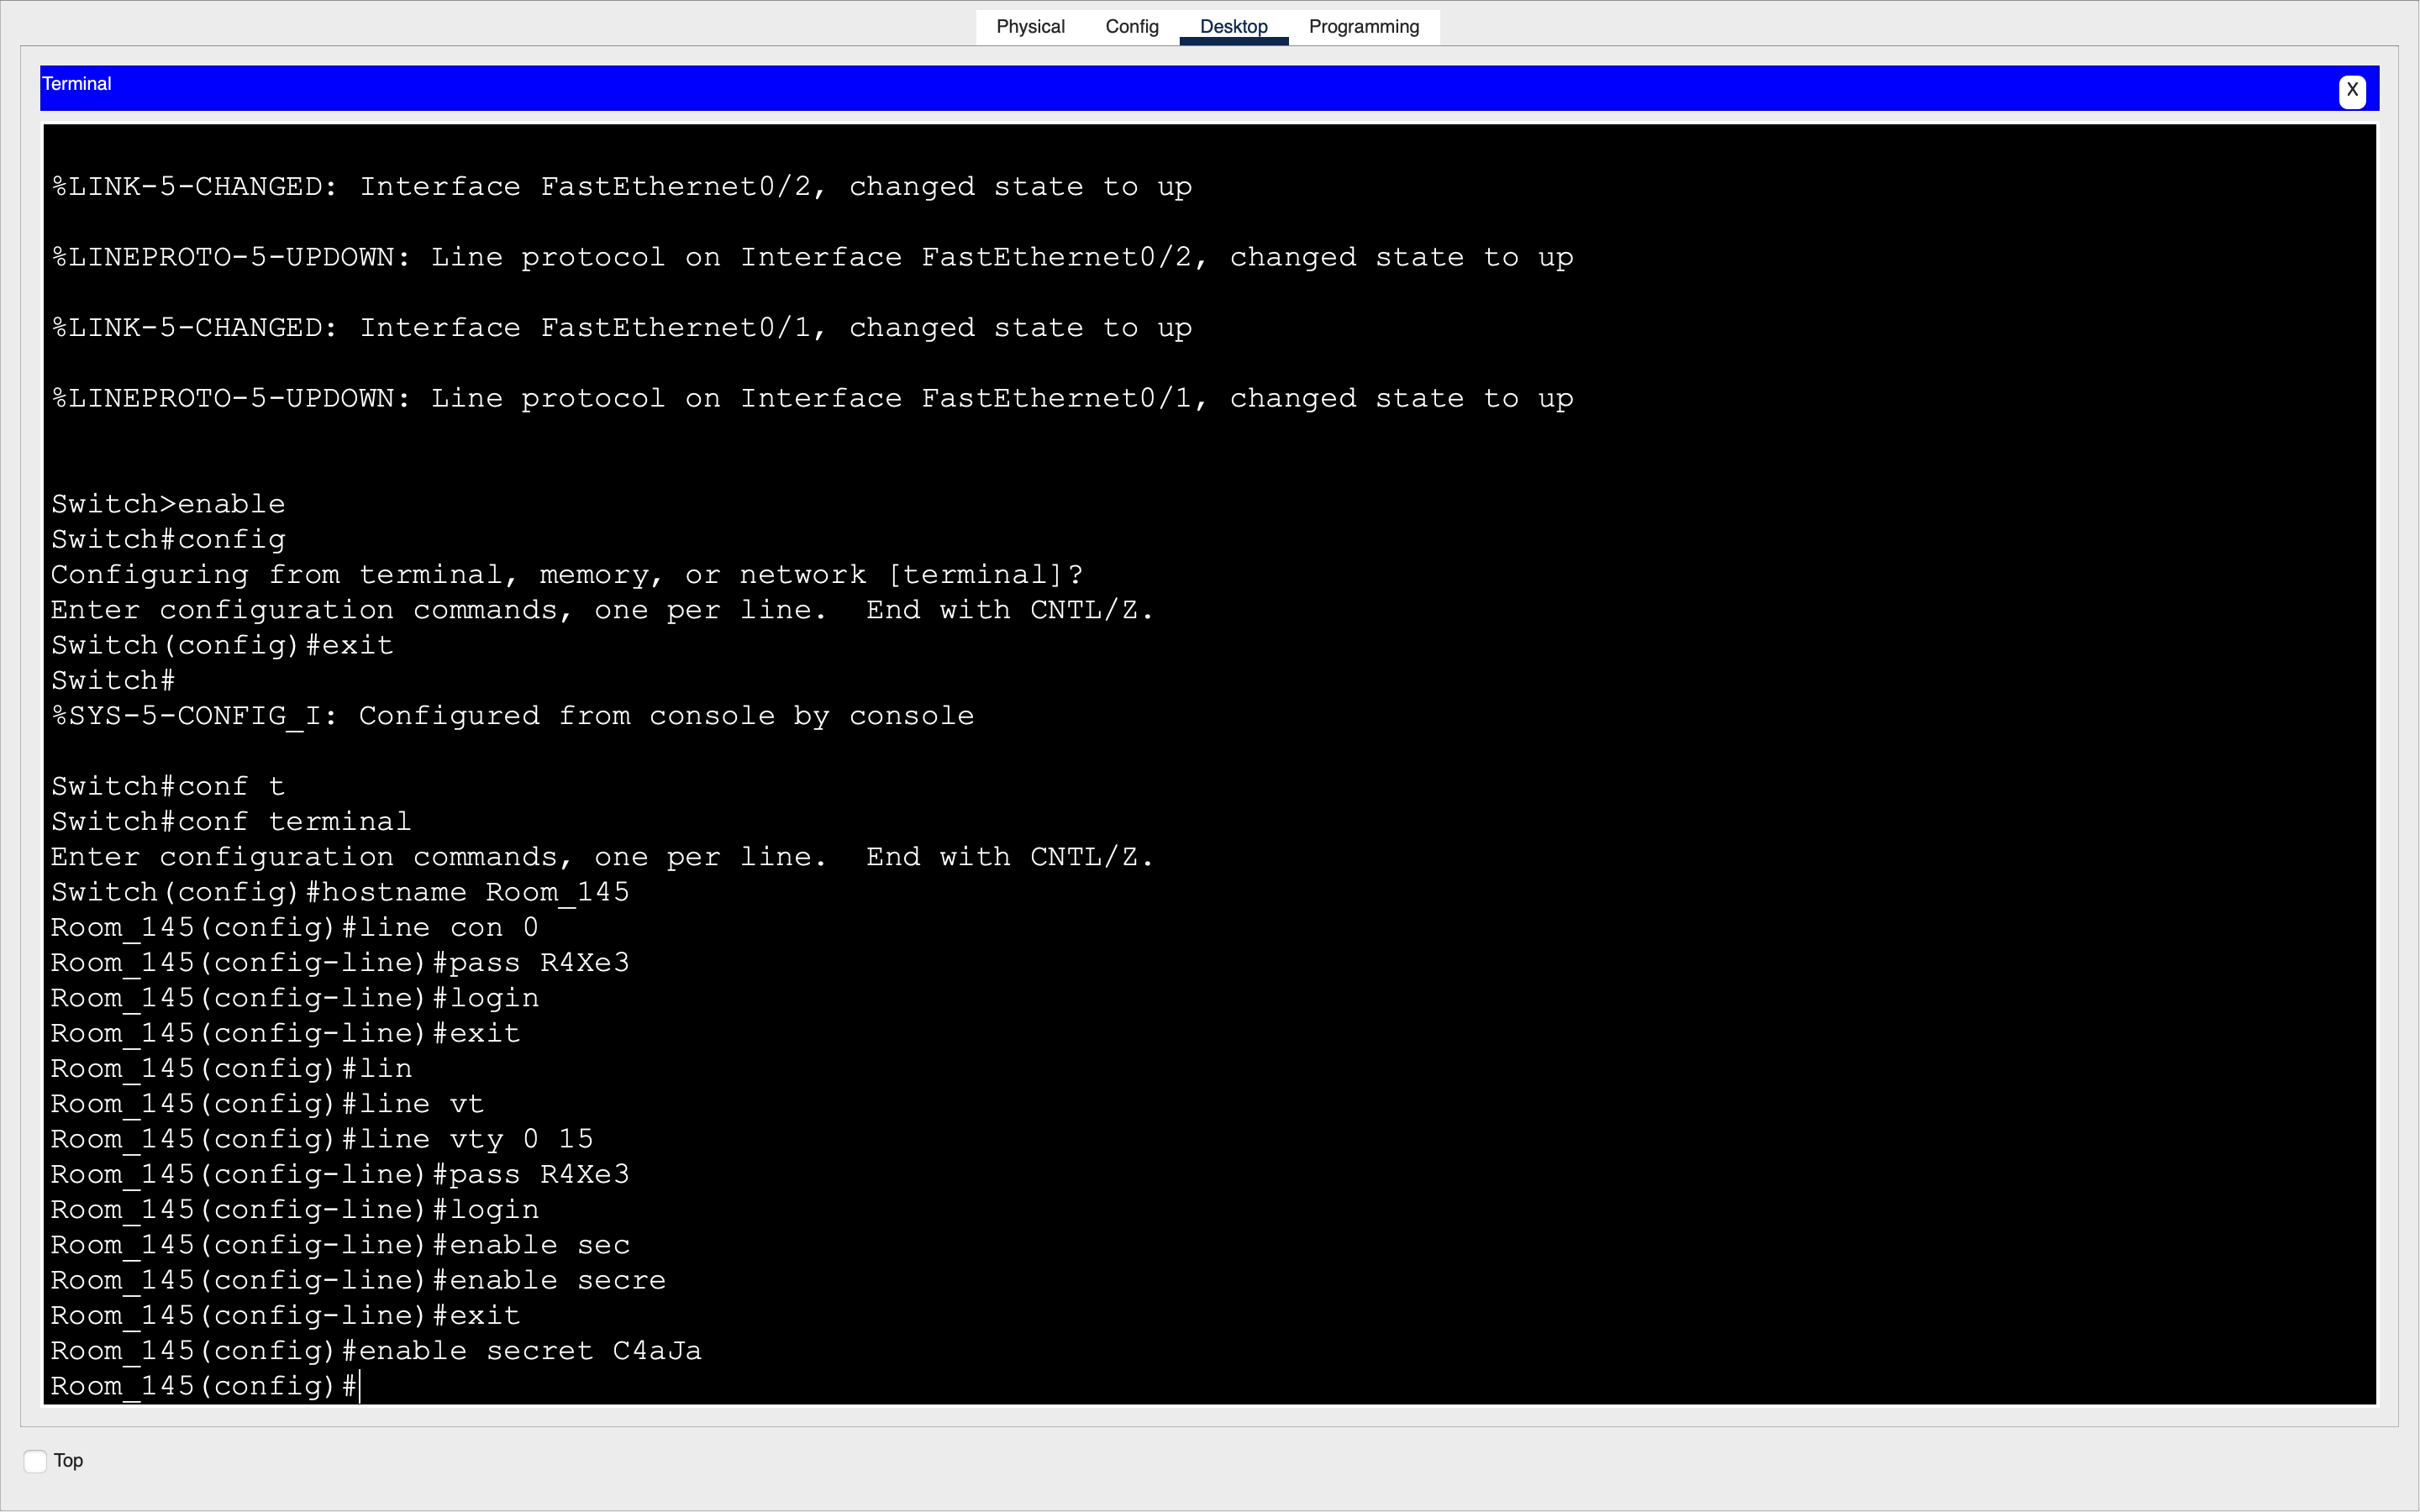 Physical Config Desktop Programming
Terminal
X
%LINK-5-CHANGED: Interface FastEthernet0/2, changed state to up
%LINEPROTO-5-UPDOWN: Line protocol on Interface FastEthernet0/2, changed state to up
%LINK-5-CHANGED: Interface FastEthernet0/1, changed state to up
%LINEPROTO-5-UPDOWN: Line protocol on Interface FastEthernet0/1, changed state to up
Switch>enable
Switch#config
Configuring from terminal, memory, or network [terminal]?
Enter configuration commands, one per line.  End with CNTL/Z.
Switch(config)#exit
Switch#
%SYS-5-CONFIG_I: Configured from console by console
Switch#conf t
Switch#conf terminal
Enter configuration commands, one per line.  End with CNTL/Z.
Switch(config)#hostname Room_145
Room_145(config)#line con 0
Room_145(config-line)#pass R4Xe3
Room_145(config-line)#login
Room_145(config-line)#exit
Room_145(config)#lin
Room_145(config)#line vt
Room_145(config)#line vty 0 15
Room_145(config-line)#pass R4Xe3
Room_145(config-line)#login
Room_145(config-line)#enable sec
Room_145(config-line)#enable secre
Room_145(config-line)#exit
Room_145(config)#enable secret C4aJa
Room_145(config)#
Top